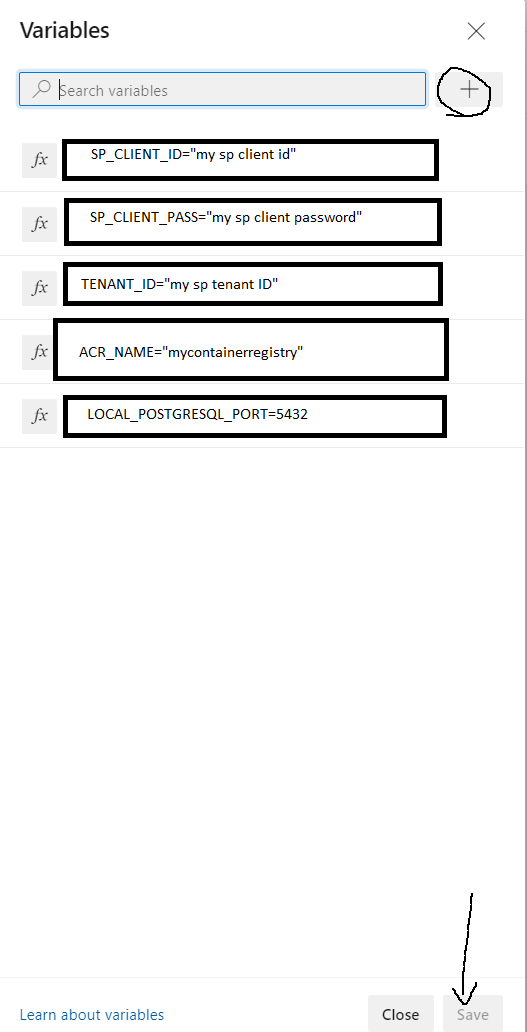 Variables
Search variables
fx SP_CLIENT_ID="my sp client id"
fx SP_CLIENT_PASS="my sp client password"
fx TENANT_ID="my sp tenant ID"
fx ACR_NAME="mycontainerregistry"
fx LOCAL_POSTGRESQL_PORT=5432
Learn about variables Close Save